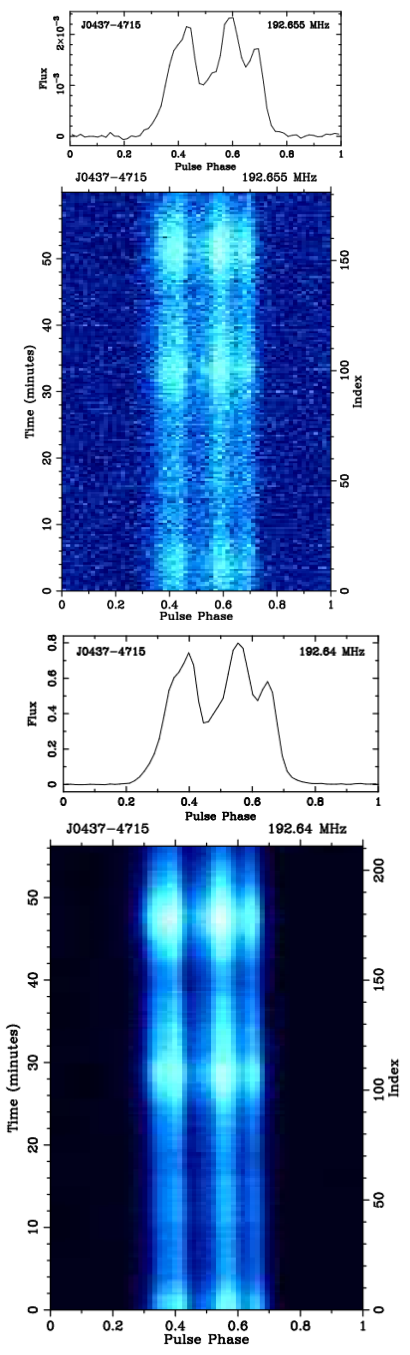 J0437−4715 192.655 MHz
2×10⁻³
10⁻³
0
Flux
0 0.2 0.4 0.6 0.8 1
Pulse Phase
J0437−4715 192.655 MHz
50
40
30
20
10
0
Time (minutes)
150
100
50
0
Index
0 0.2 0.4 0.6 0.8 1
Pulse Phase
J0437−4715 192.64 MHz
0.8
0.6
0.4
0.2
0
Flux
0 0.2 0.4 0.6 0.8 1
Pulse Phase
J0437−4715 192.64 MHz
50
40
30
20
10
0
Time (minutes)
200
150
100
50
0
Index
0 0.2 0.4 0.6 0.8 1
Pulse Phase